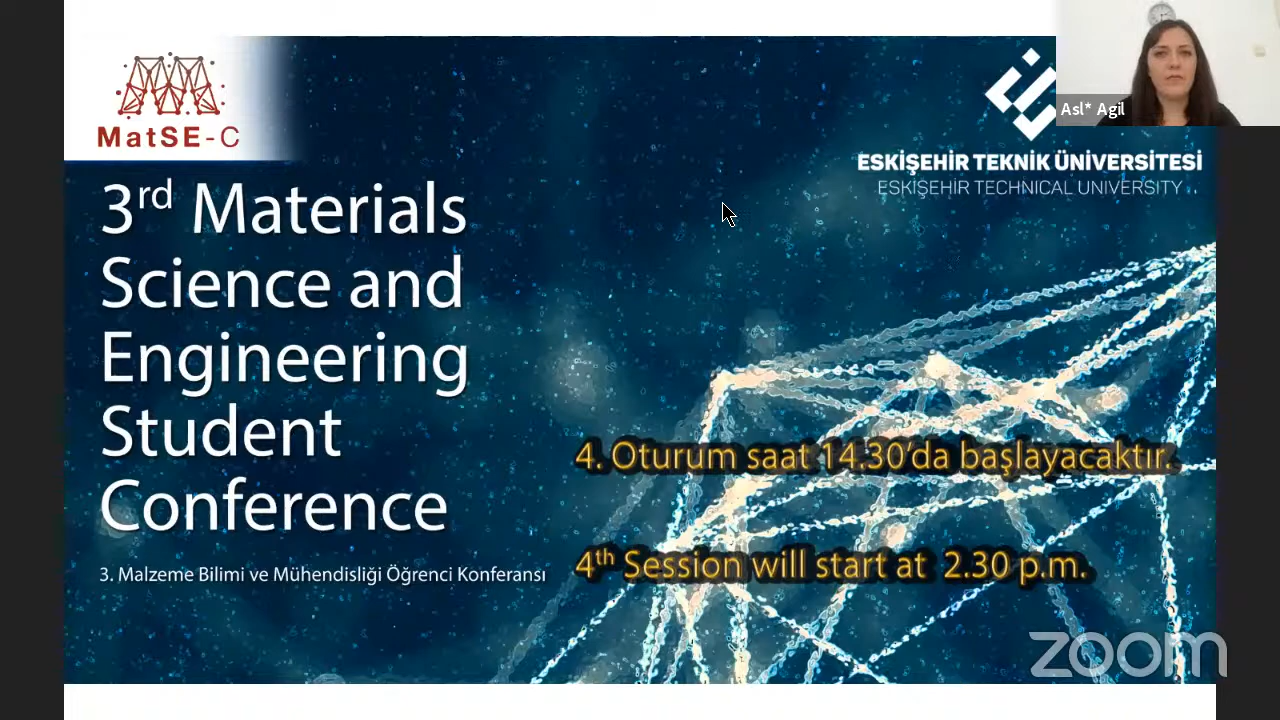 MatSE-C
Asl* Agil
ESKİŞEHİR TEKNİK ÜNİVERSİTESİ
ESKİŞEHİR TECHNICAL UNIVERSITY
3rd Materials
Science and
Engineering
Student
Conference
3. Malzeme Bilimi ve Mühendisliği Öğrenci Konferansı
4. Oturum saat 14.30’da başlayacaktır.
4th Session will start at 2.30 p.m.
zoom